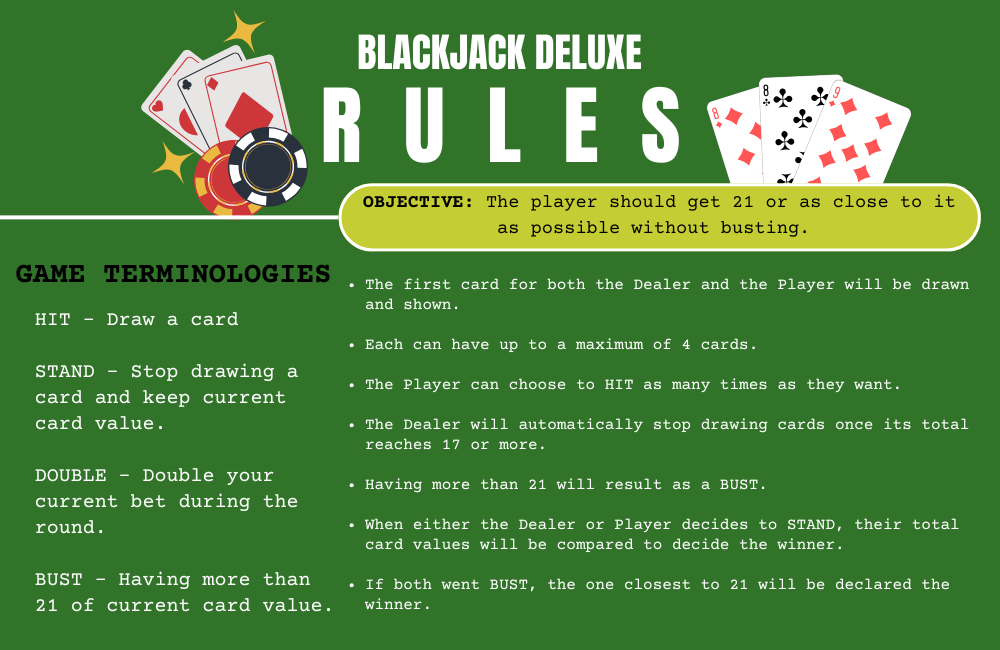 BLACKJACK DELUXE
RULES
8
8
9
OBJECTIVE: The player should get 21 or as close to it
as possible without busting.
GAME TERMINOLOGIES
HIT - Draw a card
STAND - Stop drawing a
card and keep current
card value.
DOUBLE - Double your
current bet during the
round.
BUST - Having more than
21 of current card value.
• The first card for both the Dealer and the Player will be drawn
and shown.
• Each can have up to a maximum of 4 cards.
• The Player can choose to HIT as many times as they want.
• The Dealer will automatically stop drawing cards once its total
reaches 17 or more.
• Having more than 21 will result as a BUST.
• When either the Dealer or Player decides to STAND, their total
card values will be compared to decide the winner.
• If both went BUST, the one closest to 21 will be declared the
winner.